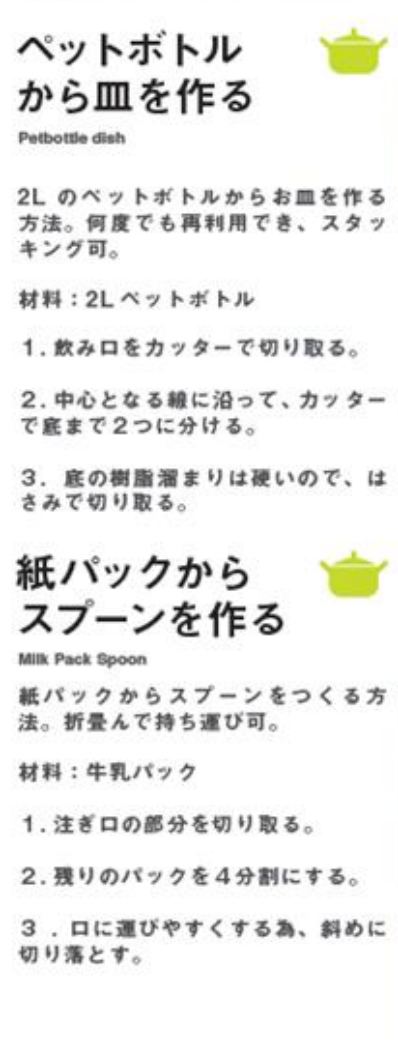 ペットボトル
から皿を作る
Petbottle dish
2L のペットボトルからお皿を作る
方法。何度でも再利用でき、スタッ
キング可。
材料：2L ペットボトル
1. 飲み口をカッターで切り取る。
2. 中心となる線に沿って、カッター
で底まで２つに分ける。
3. 底の樹脂溜まりは硬いので、は
さみで切り取る。
紙パックから
スプーンを作る
Milk Pack Spoon
紙パックからスプーンをつくる方
法。折畳んで持ち運び可。
材料：牛乳パック
1. 注ぎ口の部分を切り取る。
2. 残りのパックを４分割にする。
３．口に運びやすくする為、斜めに
切り落とす。